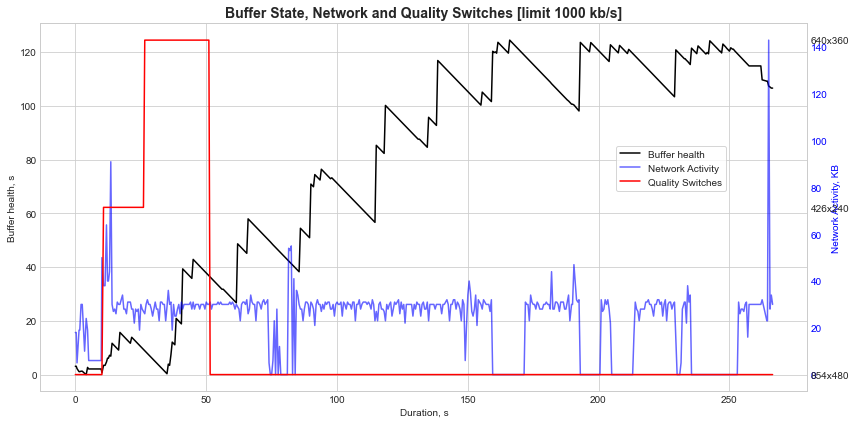 Buffer State, Network and Quality Switches [limit 1000 kb/s]
120
100
80
60
40
20
0
Buffer health, s
0
50
100
150
200
250
Duration, s
Buffer health
Network Activity
Quality Switches
640x360
426x240
854x480
140
120
100
80
60
40
20
0
Network Activity, KB